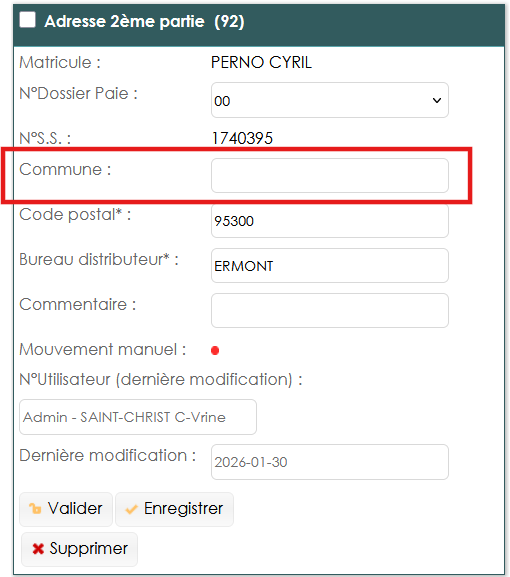 Adresse 2ème partie (92)
Matricule : PERNO CYRIL
N°Dossier Paie : 00
N°S.S. : 1740395
Commune :
Code postal* : 95300
Bureau distributeur* : ERMONT
Commentaire :
Mouvement manuel :
N°Utilisateur (dernière modification) :
Admin - SAINT-CHRIST C-Vrine
Dernière modification : 2026-01-30
Valider Enregistrer
Supprimer